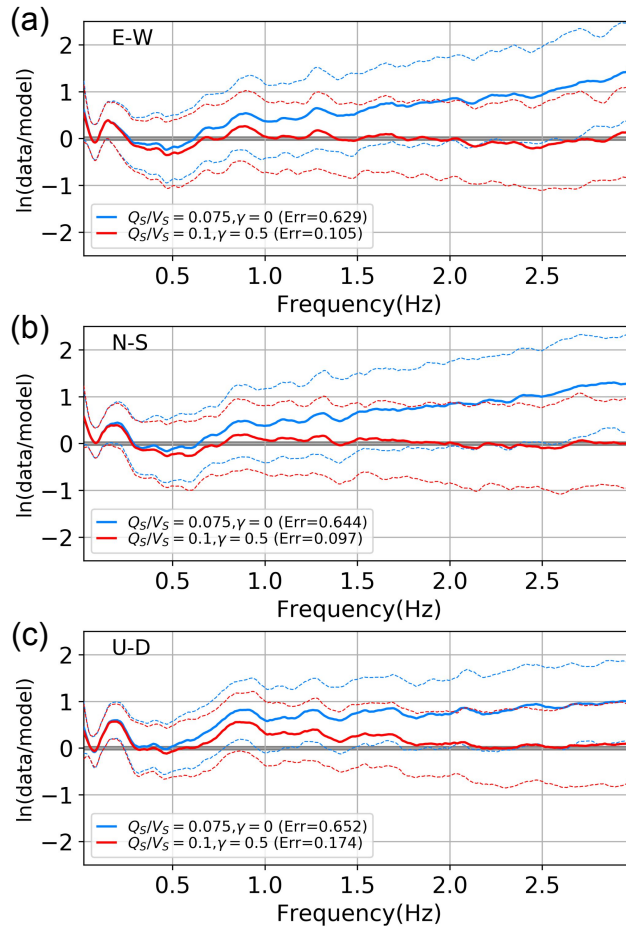 (a)
E-W
ln(data/model)
2
1
0
−1
−2
Q_S/V_S = 0.075,γ = 0 (Err=0.629)
Q_S/V_S = 0.1,γ = 0.5 (Err=0.105)
0.5 1.0 1.5 2.0 2.5
Frequency(Hz)
(b)
N-S
ln(data/model)
2
1
0
−1
−2
Q_S/V_S = 0.075,γ = 0 (Err=0.644)
Q_S/V_S = 0.1,γ = 0.5 (Err=0.097)
0.5 1.0 1.5 2.0 2.5
Frequency(Hz)
(c)
U-D
ln(data/model)
2
1
0
−1
−2
Q_S/V_S = 0.075,γ = 0 (Err=0.652)
Q_S/V_S = 0.1,γ = 0.5 (Err=0.174)
0.5 1.0 1.5 2.0 2.5
Frequency(Hz)